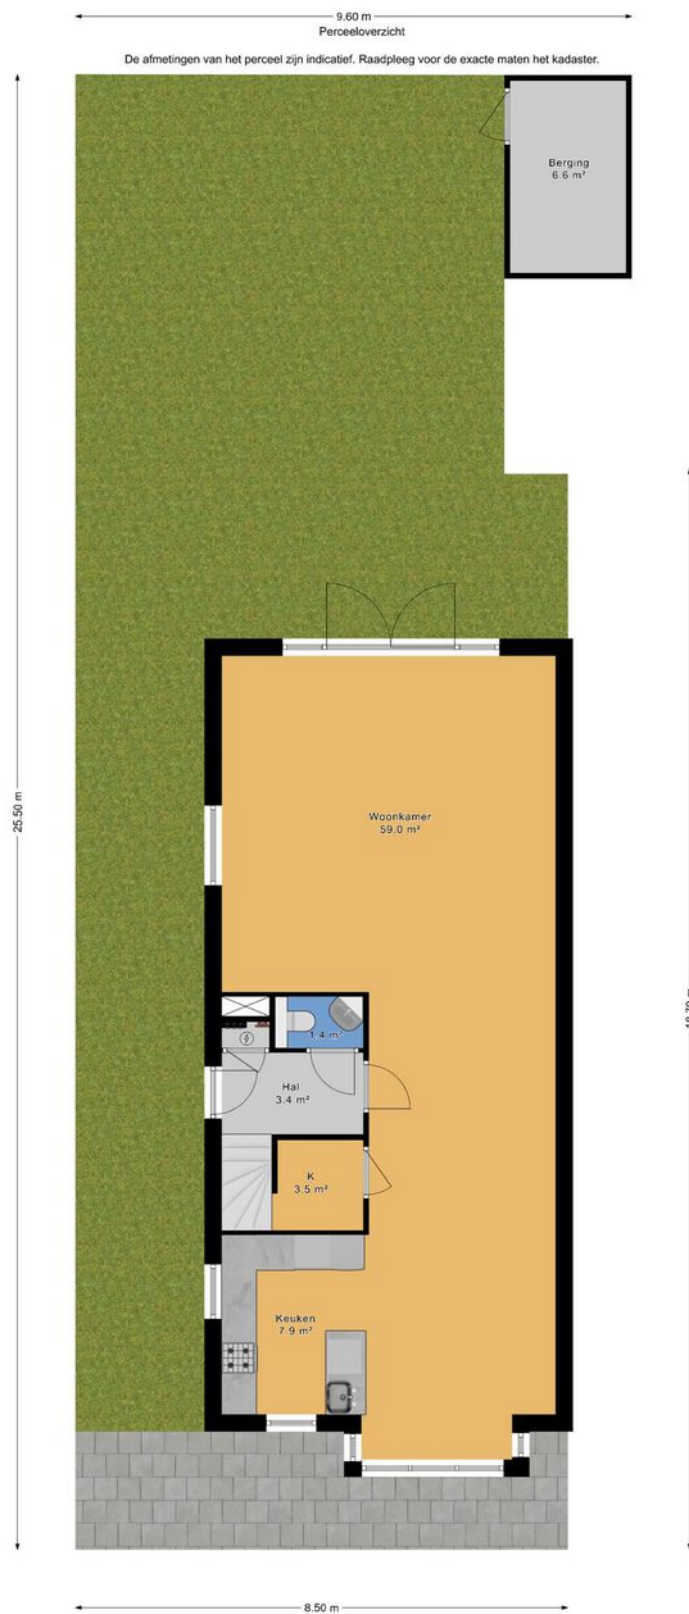 9.60 m
Perceeloverzicht
De afmetingen van het perceel zijn indicatief. Raadpleeg voor de exacte maten het kadaster.
Berging
6.6 m²
25.50 m
Woonkamer
59.0 m²
1.4 m²
Hal
3.4 m²
K
3.5 m²
Keuken
7.9 m²
8.50 m